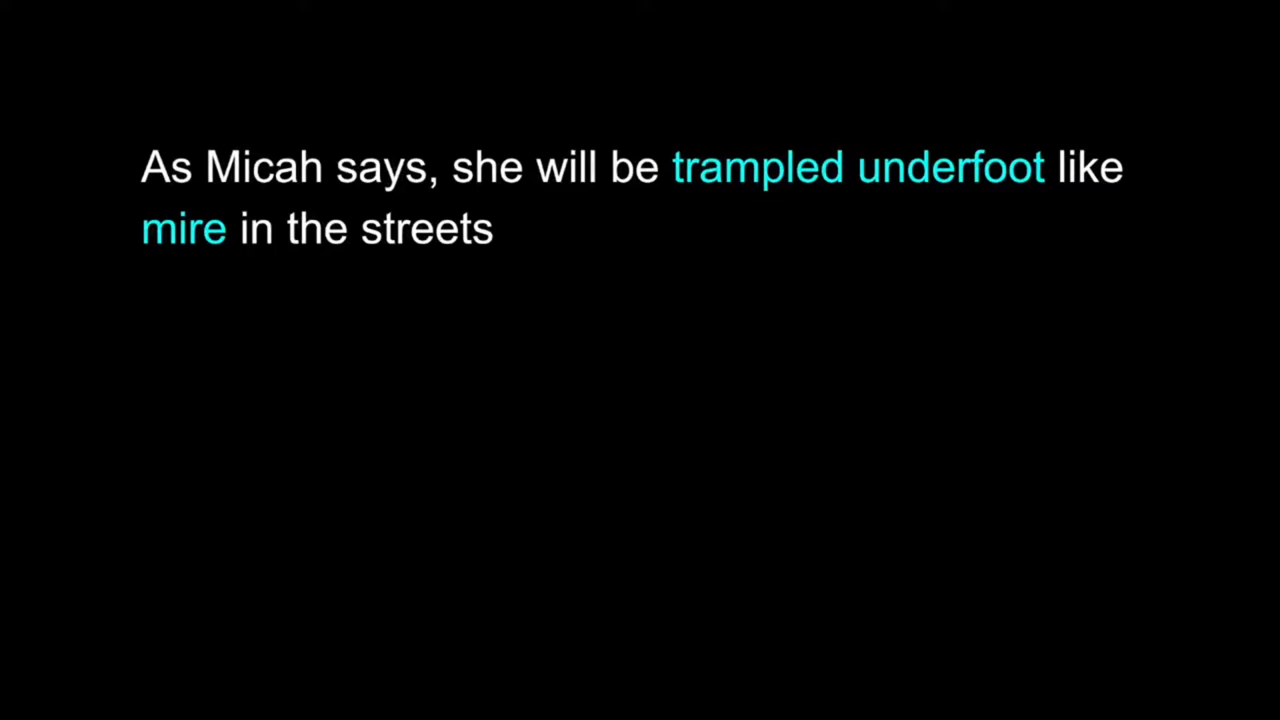 As Micah says, she will be trampled underfoot like
mire in the streets